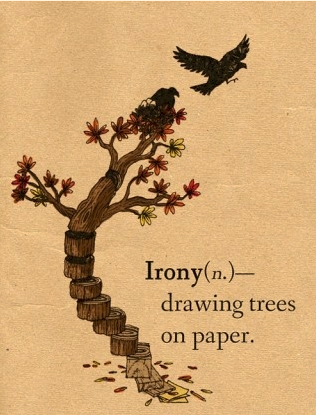 Irony(n.)—
drawing trees
on paper.